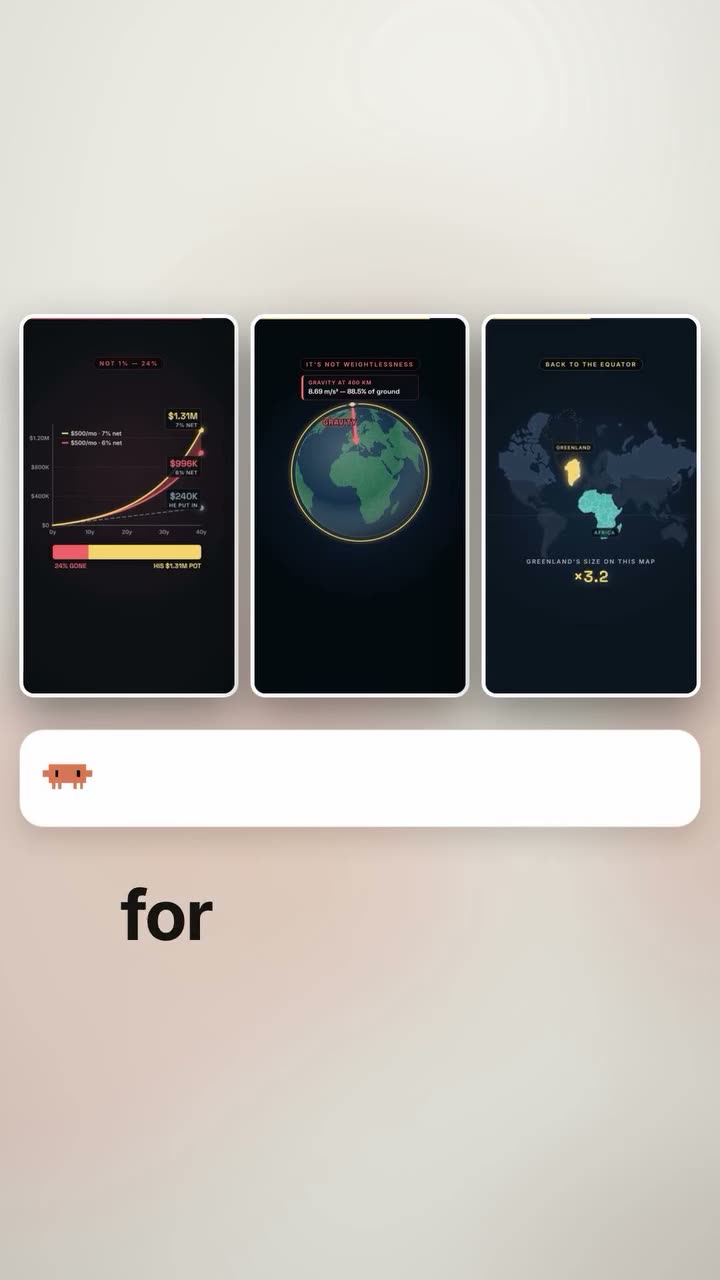 NOT 1% — 24%
$1.31M
7% NET
$500/mo · 7% net
$500/mo · 6% net
$1.20M
$800K
$400K
$0
$996K
6% NET
$240K
HE PUT IN
0y
10y
20y
30y
40y
24% GONE
HIS $1.31M POT
IT'S NOT WEIGHTLESSNESS
GRAVITY AT 400 KM
8.69 m/s² — 88.5% of ground
GRAVITY
BACK TO THE EQUATOR
GREENLAND
AFRICA
GREENLAND'S SIZE ON THIS MAP
×3.2
for